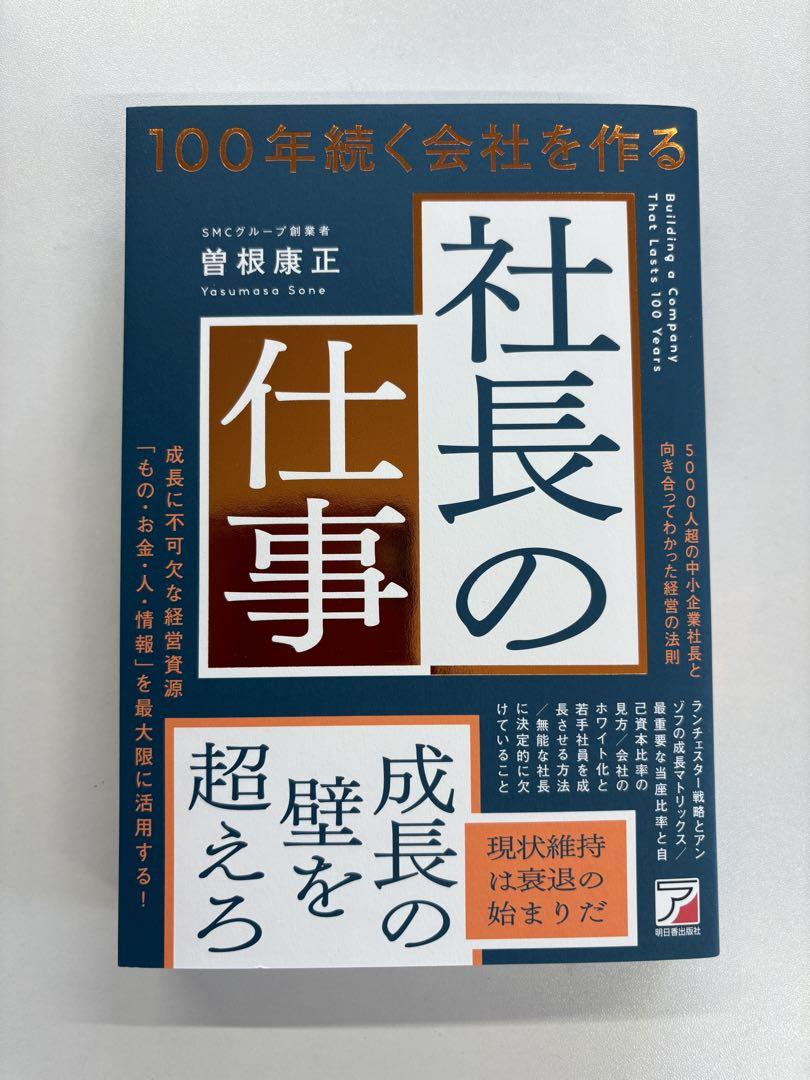 100年続く会社を作る
Building a Company
That Lasts 100 Years
SMCグループ創業者
曽根康正
Yasumasa Sone
社長の
仕事
5000人超の中小企業社長と
向き合ってわかった経営の法則
成長に不可欠な経営資源
「もの・お金・人・情報」を最大限に活用する!
ランチェスター戦略とアン
ゾフの成長マトリックス/
最重要な当座比率と自
己資本比率の
見方/会社の
ホワイト化と
若手社員を成
長させる方法
/無能な社長
に決定的に欠
けていること
成長の
壁を
超えろ
現状維持
は衰退の
始まりだ
ア
明日香出版社